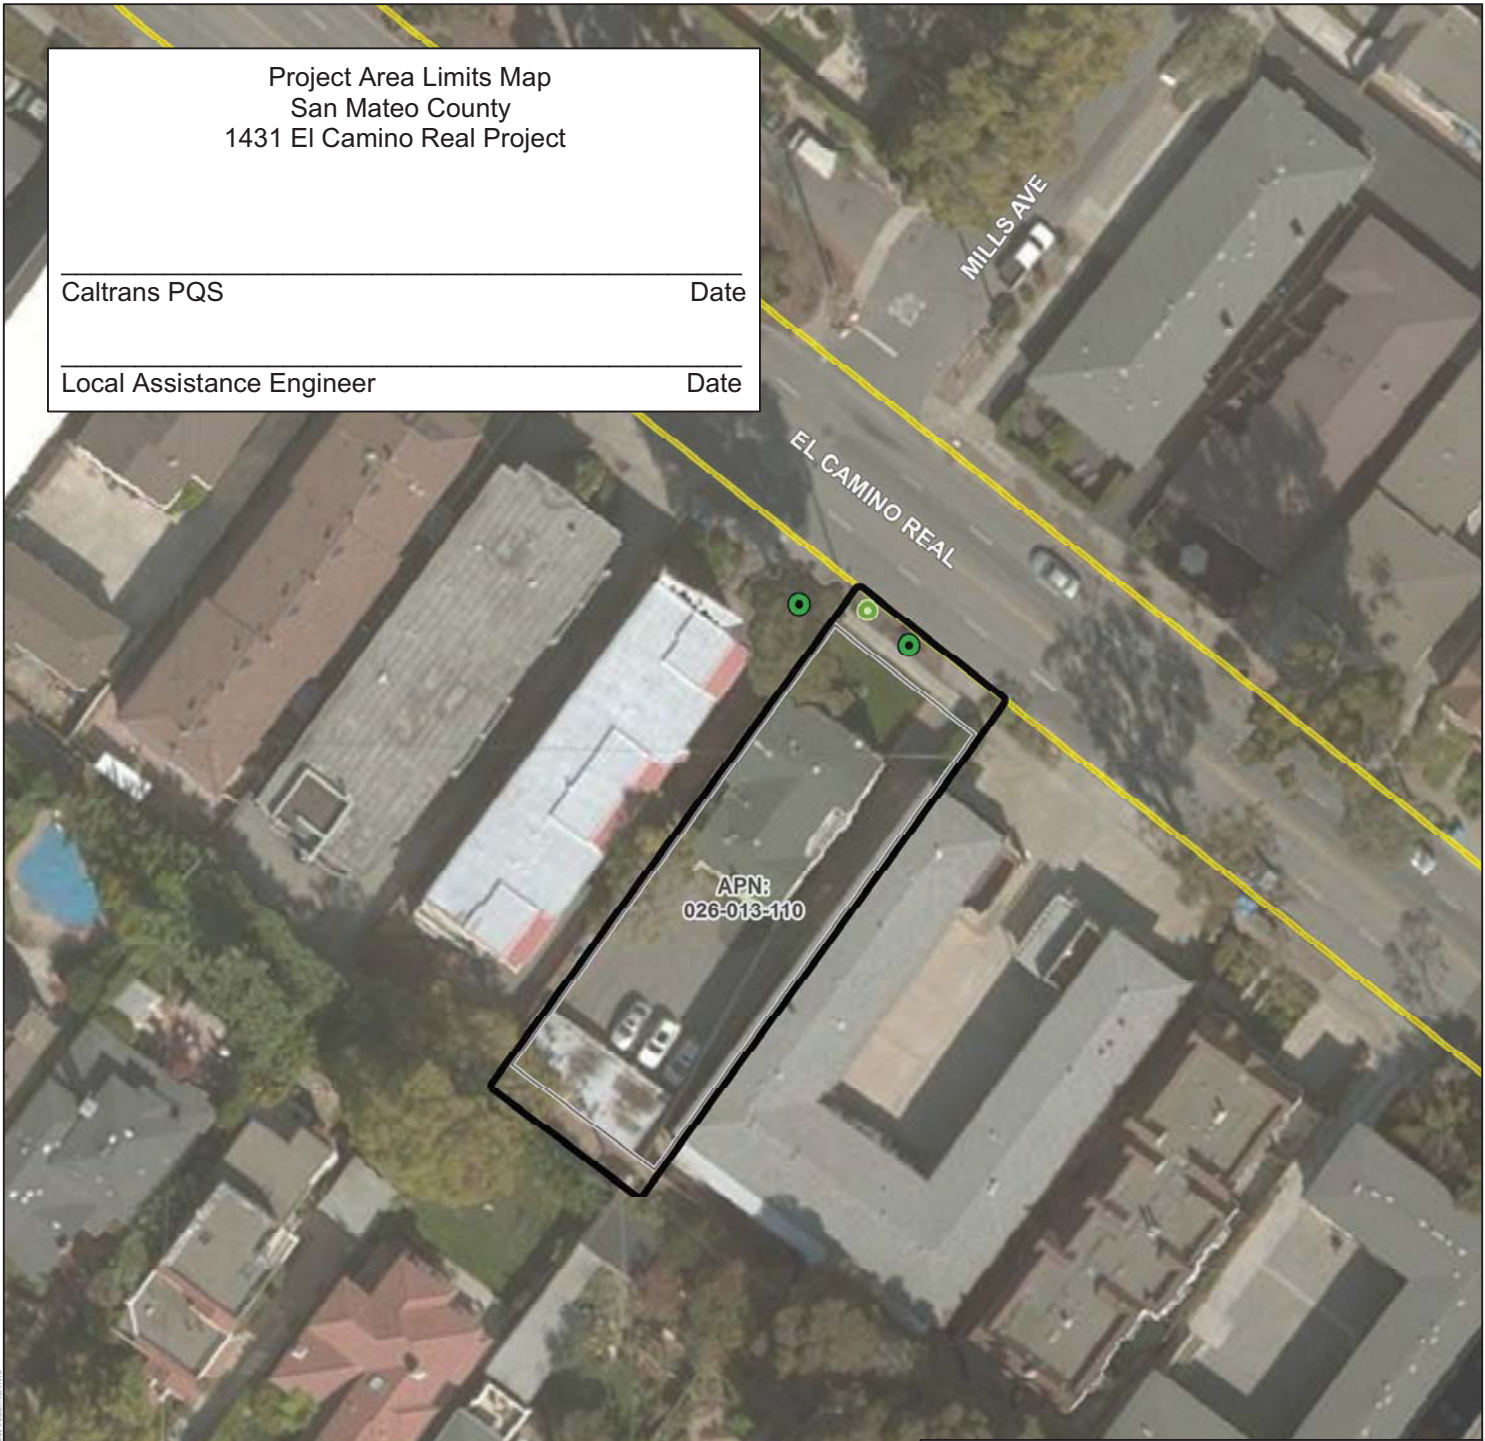 Project Area Limits Map
San Mateo County
1431 El Camino Real Project
Caltrans PQS Date
Local Assistance Engineer Date
MILLS AVE
EL CAMINO REAL
APN:
026-013-110